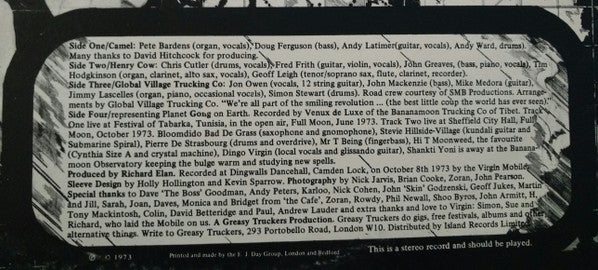 Side One/Camel: Pete Bardens (organ, vocals), Doug Ferguson (bass), Andy Latimer(guitar, vocals), Andy Ward, drums).
Many thanks to David Hitchcock for producing.
Side Two/Henry Cow: Chris Cutler (drums, vocals), Fred Frith (guitar, violin, vocals), John Greaves, (bass, piano, vocals), Tim
Hodgkinson (organ, clarinet, alto sax, vocals), Geoff Leigh (tenor/soprano sax, flute, clarinet, recorder).
Side Three/Global Village Trucking Co: Jon Owen (vocals, 12 string guitar), John Mackenzie (bass), Mike Medora (guitar),
Jimmy Lascelles (organ, piano, occasional vocels), Simon Stewart (drums). Road crew courtesy of SMB Productions. Arrange-
ments by Global Village Trucking Co. "We're all part of the smiling revolution ... (the best little coup the world has ever seen)."
Side Four/representing Planet Gong on Earth. Recorded by Venux de Luxe of the Bananamoon Trucking Co of Tibet. Track
One live at Festival of Tabarka, Tunisia, in the open air, Full Moon, June 1973. Track Two live at Sheffield City Hall, Full
Moon, October 1973. Bloomdido Bad De Grass (saxophone and gnomophone), Stevie Hillside-Village (kundali guitar and
Submarine Spiral), Pierre De Strasbourg (drums and overdrive), Mr T Being (fingerbass), Hi T Moonweed, the favourite
(Cynthia Size A and crystal machine), Dingo Virgin (local vocals and glissando guitar), Shankti Yoni is away at the Banana-
moon Observatory keeping the bulge warm and studying new spells.
Produced by Richard Elan. Recorded at Dingwalls Dancehall, Camden Lock, on October 8th 1973 by the Virgin Mobile.
Sleeve Design by Holly Hollington and Kevin Sparrow. Photography by Nick Jarvis, Brian Cooke, Zoran, John Pearson.
Special thanks to Dave 'The Boss' Goodman, Andy Peters, Karloo, Nick Cohen, John 'Skin' Godzenski, Geoff Jukes, Martin
and Jill, Sarah, Joan, Daves, Monica and Bridget from 'the Cafe', Zoran, Rowdy, Phil Newall, Shoo Byros, John Armitt, H.
Tony Mackintosh, Colin, David Betteridge and Paul, Andrew Lauder and extra thanks and love to Virgin: Simon, Sue and
Richard, who laid the Mobile on us. A Greasy Truckers Production. Greasy Truckers do gigs, free festivals, albums and other
alternative things. Write to Greasy Truckers, 293 Portobello Road, London W10. Distributed by Island Records Limited.
℗ © 1973 Printed and made by the E. J. Day Group, London and Bedford This is a stereo record and should be played.